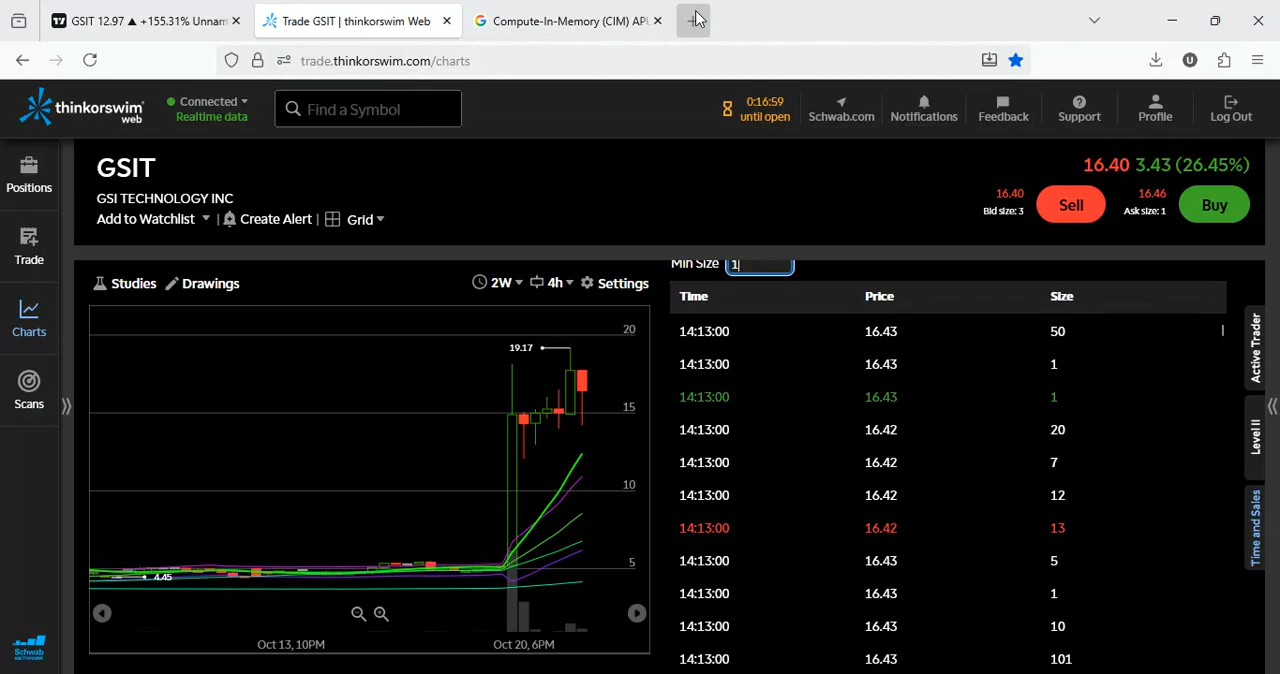 GSIT 12.97 ▲ +155.31% Unnam
Trade GSIT | thinkorswim Web
Compute-In-Memory (CIM) APU
trade.thinkorswim.com/charts
thinkorswim
web
Connected
Realtime data
Find a Symbol
0:16:59
until open
Schwab.com
Notifications
Feedback
Support
Profile
Log Out
Positions
Trade
Charts
Scans
Schwab
NETWORK
GSIT
GSI TECHNOLOGY INC
Add to Watchlist | Create Alert | Grid
16.40 3.43 (26.45%)
16.40
Bid size: 3
Sell
16.46
Ask size: 1
Buy
Studies Drawings
2W 4h Settings
20
19.17
15
10
5
4.45
Oct 13, 10PM Oct 20, 6PM
Min Size 1
Time Price Size
14:13:00 16.43 50
14:13:00 16.43 1
14:13:00 16.43 1
14:13:00 16.42 20
14:13:00 16.42 7
14:13:00 16.42 12
14:13:00 16.42 13
14:13:00 16.43 5
14:13:00 16.43 1
14:13:00 16.43 10
14:13:00 16.43 101
Active Trader
Level II
Time and Sales